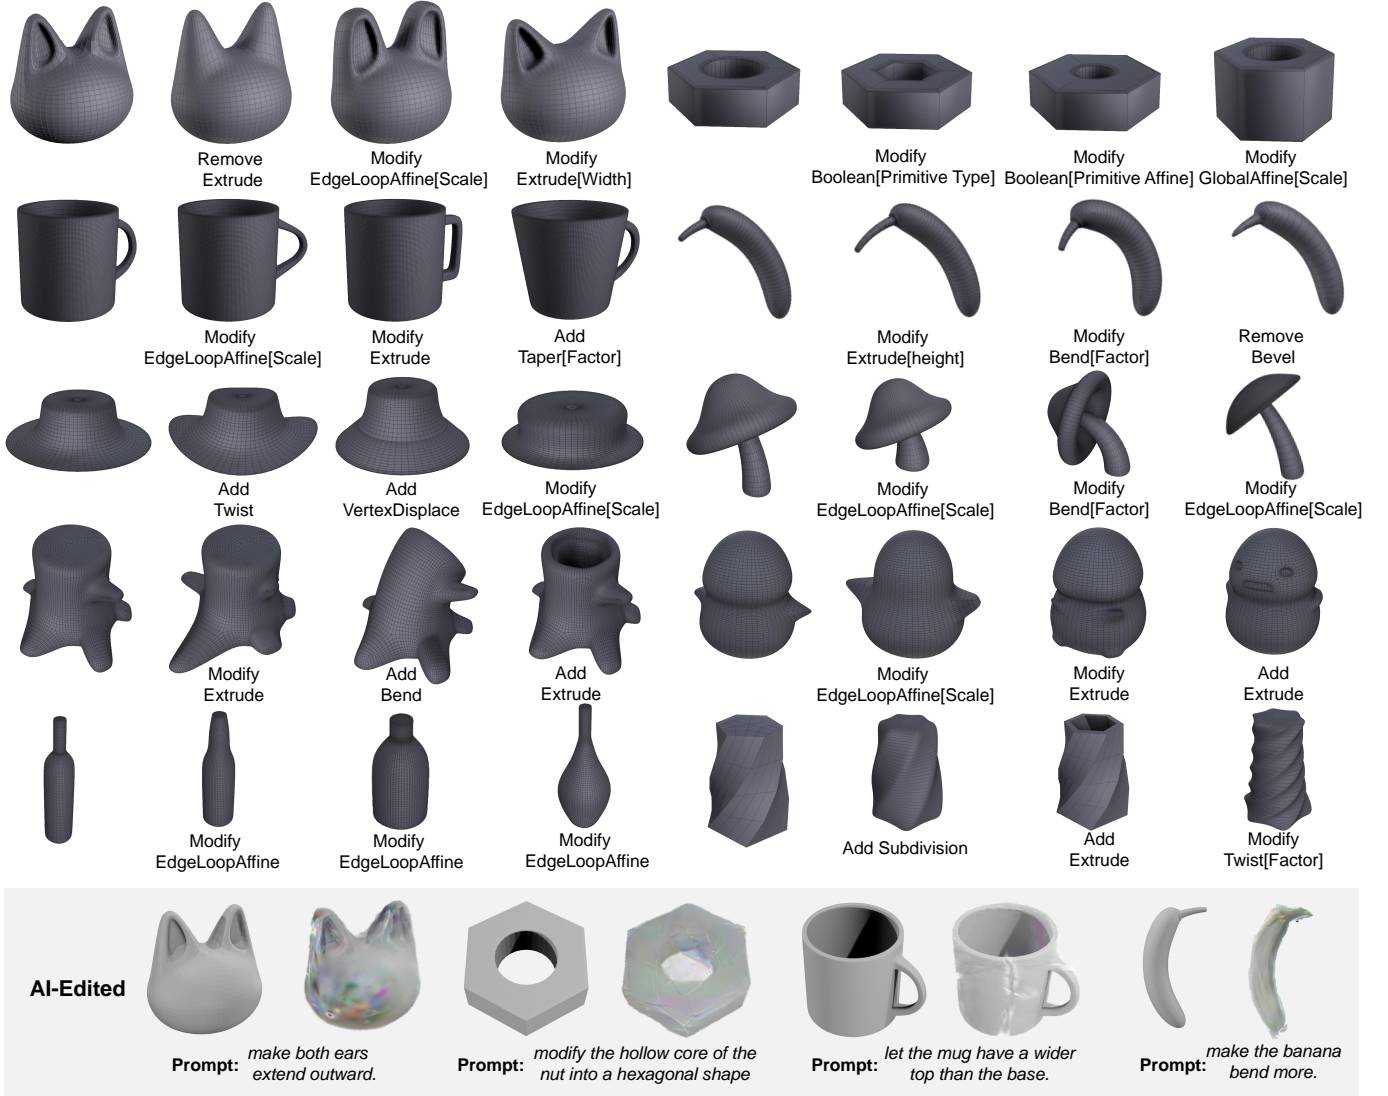 Remove
Extrude
Modify
EdgeLoopAffine[Scale]
Modify
Extrude[Width]
Modify
Boolean[Primitive Type]
Modify
Boolean[Primitive Affine]
Modify
GlobalAffine[Scale]
Modify
EdgeLoopAffine[Scale]
Modify
Extrude
Add
Taper[Factor]
Modify
Extrude[height]
Modify
Bend[Factor]
Remove
Bevel
Add
Twist
Add
VertexDisplace
Modify
EdgeLoopAffine[Scale]
Modify
EdgeLoopAffine[Scale]
Modify
Bend[Factor]
Modify
EdgeLoopAffine[Scale]
Modify
Extrude
Add
Bend
Add
Extrude
Modify
EdgeLoopAffine[Scale]
Modify
Extrude
Add
Extrude
Modify
EdgeLoopAffine
Modify
EdgeLoopAffine
Modify
EdgeLoopAffine
Add Subdivision
Add
Extrude
Modify
Twist[Factor]
AI-Edited
Prompt: make both ears
extend outward.
Prompt: modify the hollow core of the
nut into a hexagonal shape
Prompt: let the mug have a wider
top than the base.
Prompt: make the banana
bend more.